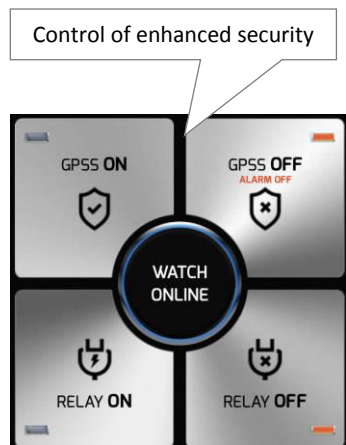 Control of enhanced security
GPSS ON
GPSS OFF
ALARM OFF
WATCH
ONLINE
RELAY ON
RELAY OFF